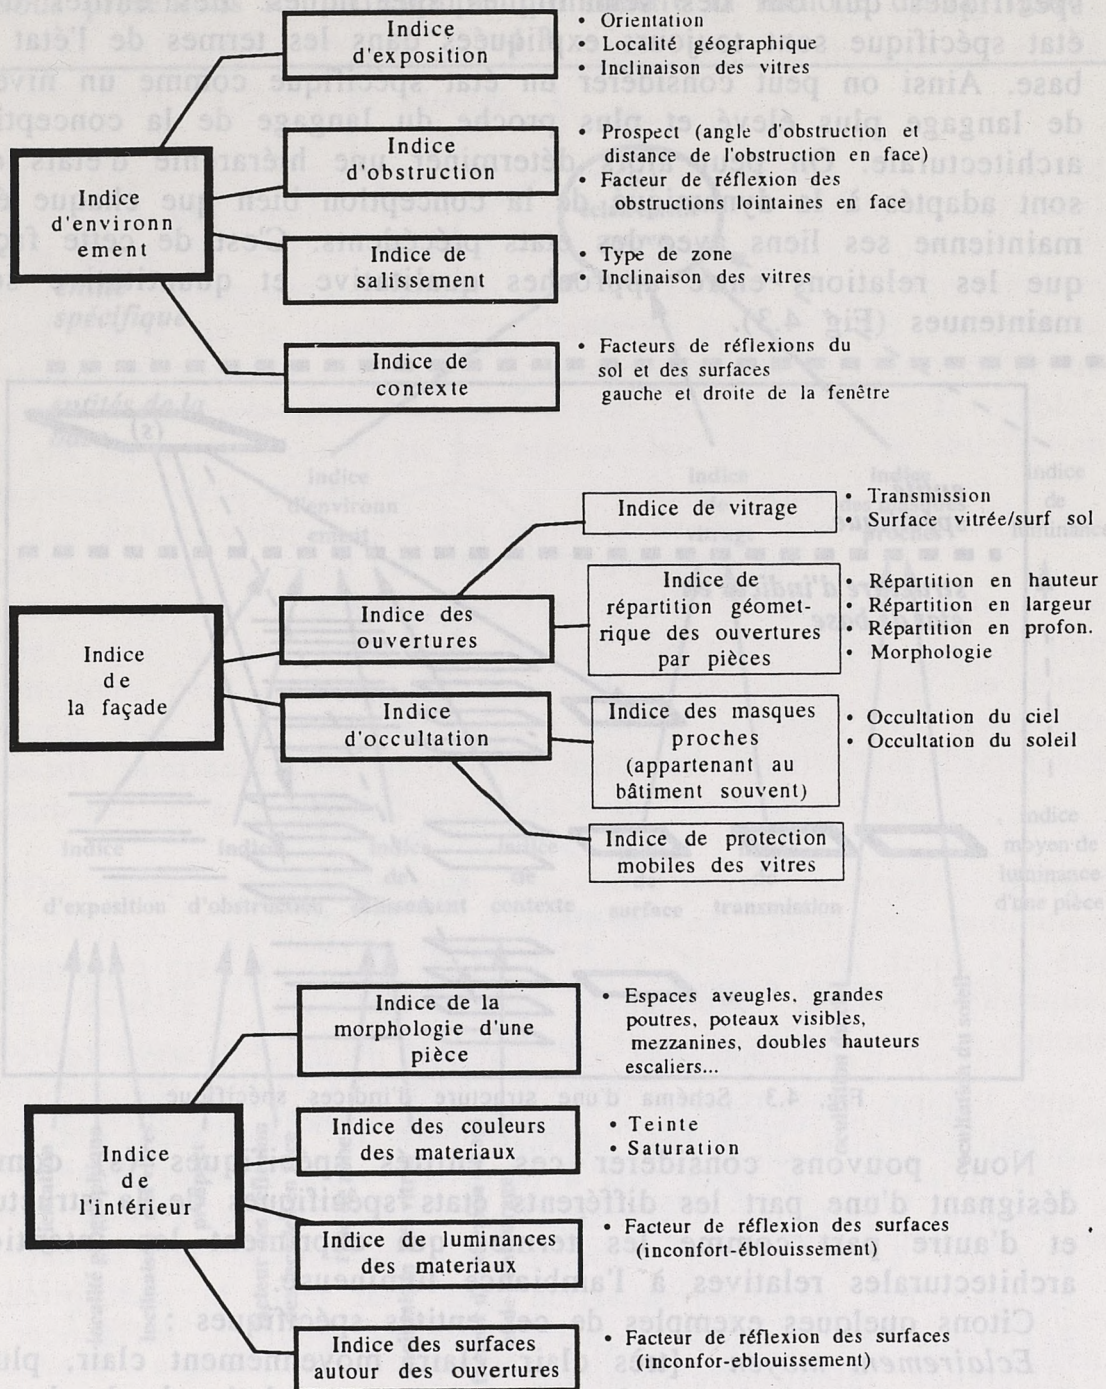 Indice
d'environn
ement
Indice
d'exposition
• Orientation
• Localité géographique
• Inclinaison des vitres
Indice
d'obstruction
• Prospect (angle d'obstruction et
distance de l'obstruction en face)
• Facteur de réflexion des
obstructions lointaines en face
Indice de
salissement
• Type de zone
• Inclinaison des vitres
Indice de
contexte
• Facteurs de réflexions du
sol et des surfaces
gauche et droite de la fenêtre
Indice
de
la façade
Indice des
ouvertures
Indice de vitrage
• Transmission
• Surface vitrée/surf sol
Indice de
répartition géomet-
rique des ouvertures
par pièces
• Répartition en hauteur
• Répartition en largeur
• Répartition en profon.
• Morphologie
Indice
d'occultation
Indice des masques
proches
(appartenant au
bâtiment souvent)
• Occultation du ciel
• Occultation du soleil
Indice de protection
mobiles des vitres
Indice
de
l'intérieur
Indice de la
morphologie d'une
pièce
• Espaces aveugles, grandes
poutres, poteaux visibles,
mezzanines, doubles hauteurs
escaliers...
Indice des couleurs
des materiaux
• Teinte
• Saturation
Indice de luminances
des materiaux
• Facteur de réflexion des surfaces
(inconfort-éblouissement)
Indice des surfaces
autour des ouvertures
• Facteur de réflexion des surfaces
(inconfor-eblouissement)